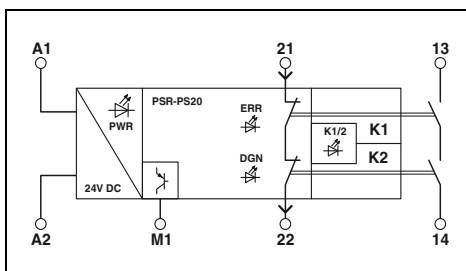 A1 21 13
PSR-PS20
ERR
PWR
K1/2 K1
DGN K2
24V DC
A2 M1 22 14